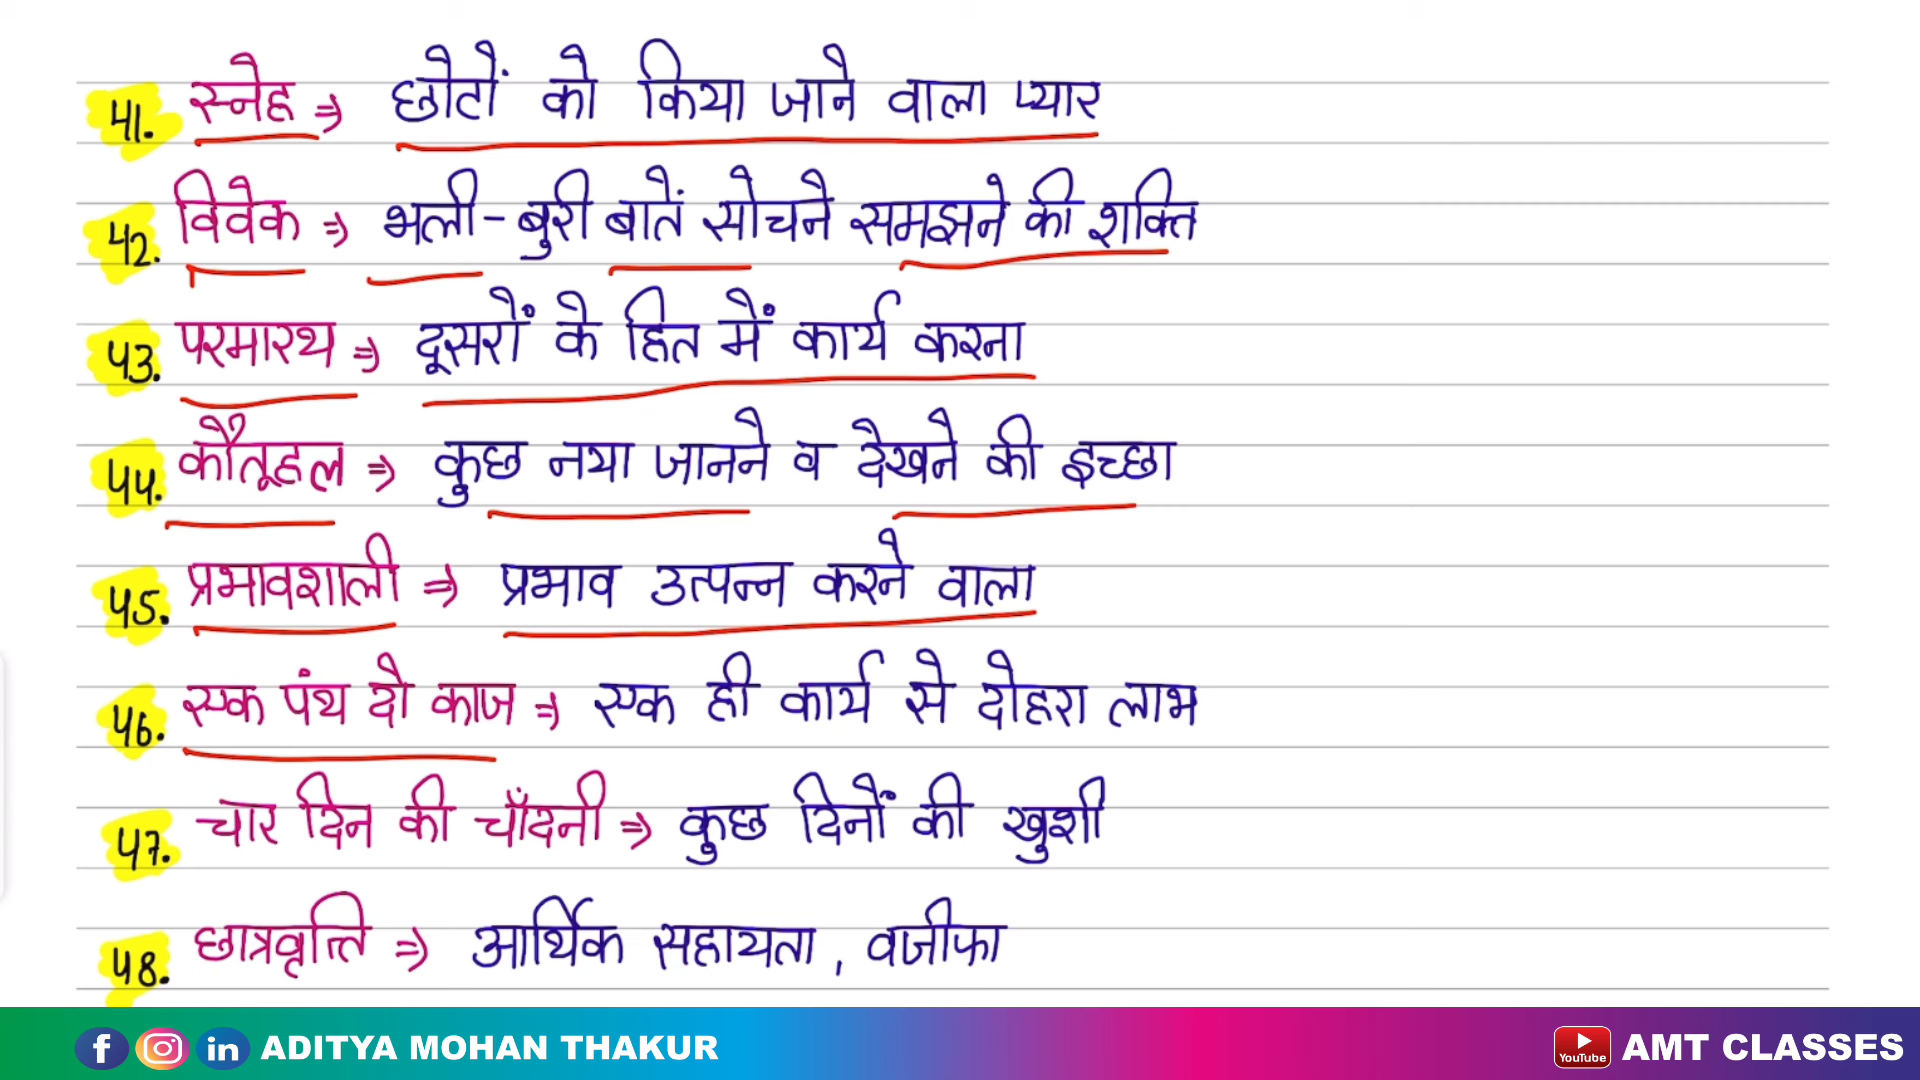 41. स्नेह ⇒ छोटों को किया जाने वाला प्यार
42. विवेक ⇒ भली-बुरी बातें सोचने समझने की शक्ति
43. परमारथ ⇒ दूसरों के हित में कार्य करना
44. कौतूहल ⇒ कुछ नया जानने व देखने की इच्छा
45. प्रभावशाली ⇒ प्रभाव उत्पन्न करने वाला
46. एक पंथ दो काज ⇒ एक ही कार्य से दोहरा लाभ
47. चार दिन की चाँदनी ⇒ कुछ दिनों की खुशी
48. छात्रवृत्ति ⇒ आर्थिक सहायता, वजीफा
ADITYA MOHAN THAKUR
YouTube AMT CLASSES